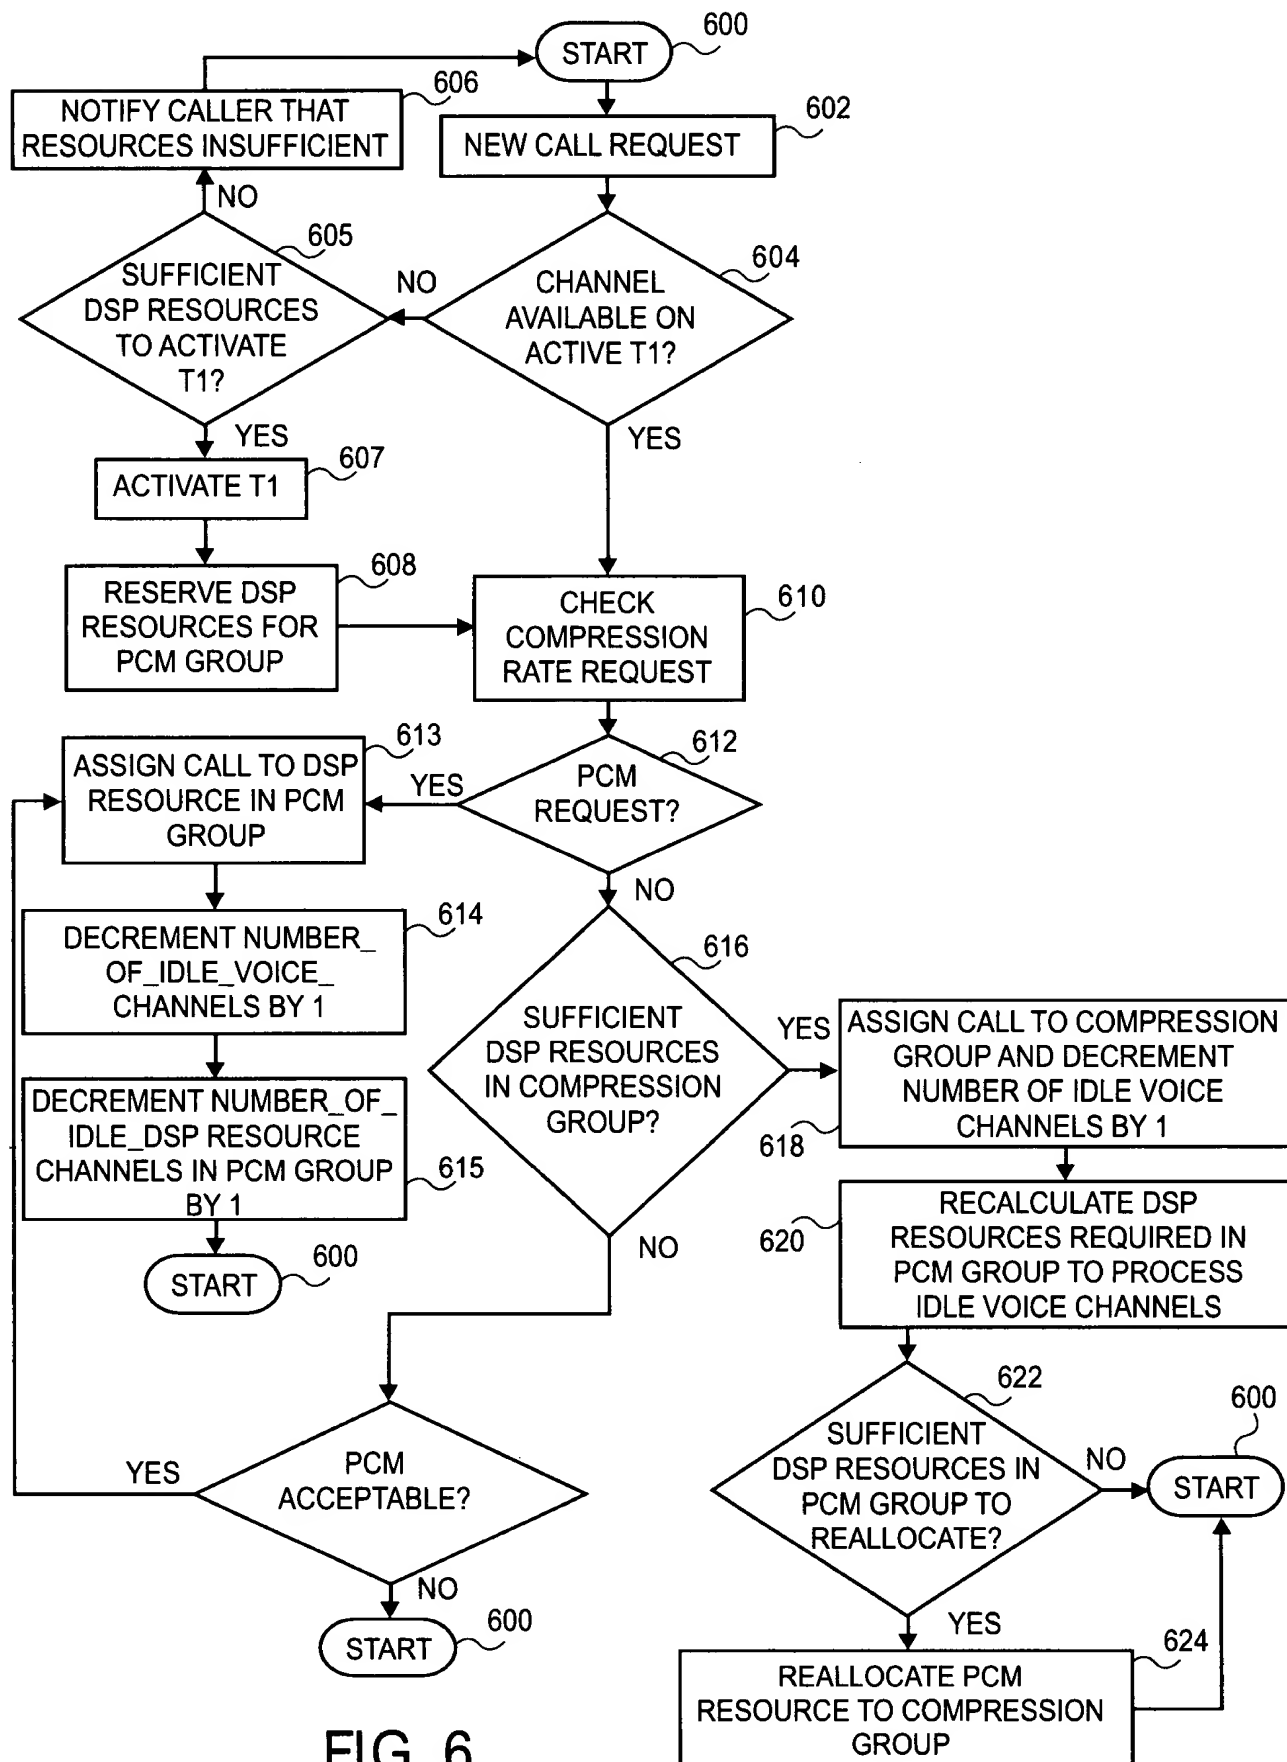 START
600
NOTIFY CALLER THAT
RESOURCES INSUFFICIENT
606
NEW CALL REQUEST
602
NO
SUFFICIENT
DSP RESOURCES
TO ACTIVATE
T1?
605
NO
CHANNEL
AVAILABLE ON
ACTIVE T1?
604
YES
YES
ACTIVATE T1
607
RESERVE DSP
RESOURCES FOR
PCM GROUP
608
CHECK
COMPRESSION
RATE REQUEST
610
ASSIGN CALL TO DSP
RESOURCE IN PCM
GROUP
613
YES
PCM
REQUEST?
612
NO
DECREMENT NUMBER_
OF_IDLE_VOICE_
CHANNELS BY 1
614
DECREMENT NUMBER_OF_
IDLE_DSP RESOURCE
CHANNELS IN PCM GROUP
BY 1
615
START
600
SUFFICIENT
DSP RESOURCES
IN COMPRESSION
GROUP?
616
YES
NO
ASSIGN CALL TO COMPRESSION
GROUP AND DECREMENT
NUMBER OF IDLE VOICE
CHANNELS BY 1
618
RECALCULATE DSP
RESOURCES REQUIRED IN
PCM GROUP TO PROCESS
IDLE VOICE CHANNELS
620
YES
PCM
ACCEPTABLE?
NO
START
600
SUFFICIENT
DSP RESOURCES IN
PCM GROUP TO
REALLOCATE?
622
NO
START
600
YES
REALLOCATE PCM
RESOURCE TO COMPRESSION
GROUP
624
FIG. 6